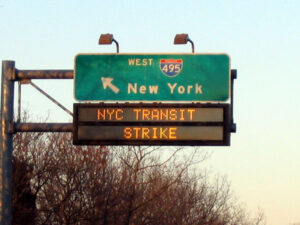 WEST 495
New York
NYC TRANSIT
STRIKE